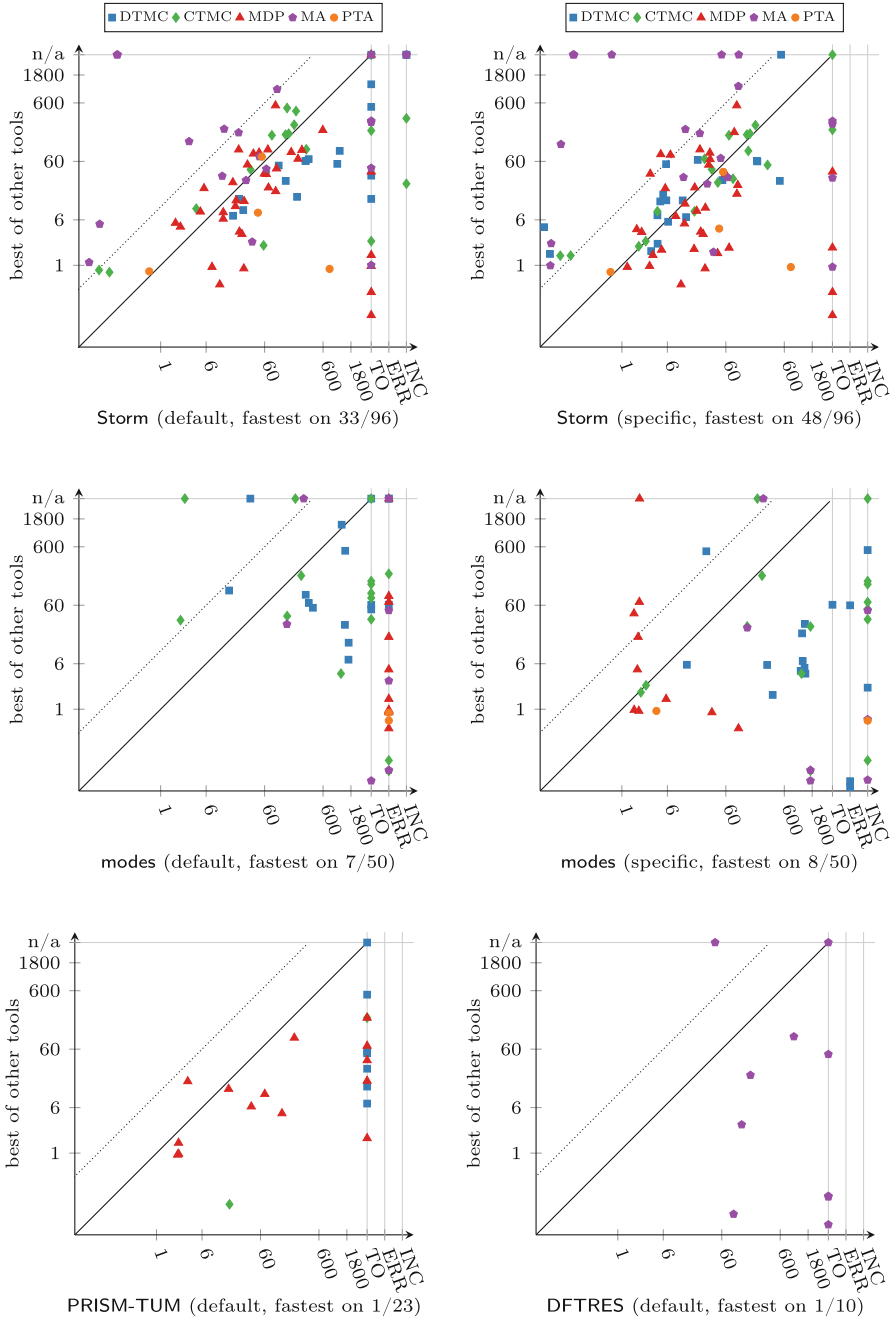 DTMC CTMC MDP MA PTA
DTMC CTMC MDP MA PTA
best of other tools
n/a
1800
600
60
6
1
1
6
60
600
1800
TO
ERR
INC
Storm (default, fastest on 33/96)
best of other tools
n/a
1800
600
60
6
1
1
6
60
600
1800
TO
ERR
INC
Storm (specific, fastest on 48/96)
best of other tools
n/a
1800
600
60
6
1
1
6
60
600
1800
TO
ERR
INC
modes (default, fastest on 7/50)
best of other tools
n/a
1800
600
60
6
1
1
6
60
600
1800
TO
ERR
INC
modes (specific, fastest on 8/50)
best of other tools
n/a
1800
600
60
6
1
1
6
60
600
1800
TO
ERR
INC
PRISM-TUM (default, fastest on 1/23)
best of other tools
n/a
1800
600
60
6
1
1
6
60
600
1800
TO
ERR
INC
DFTRES (default, fastest on 1/10)